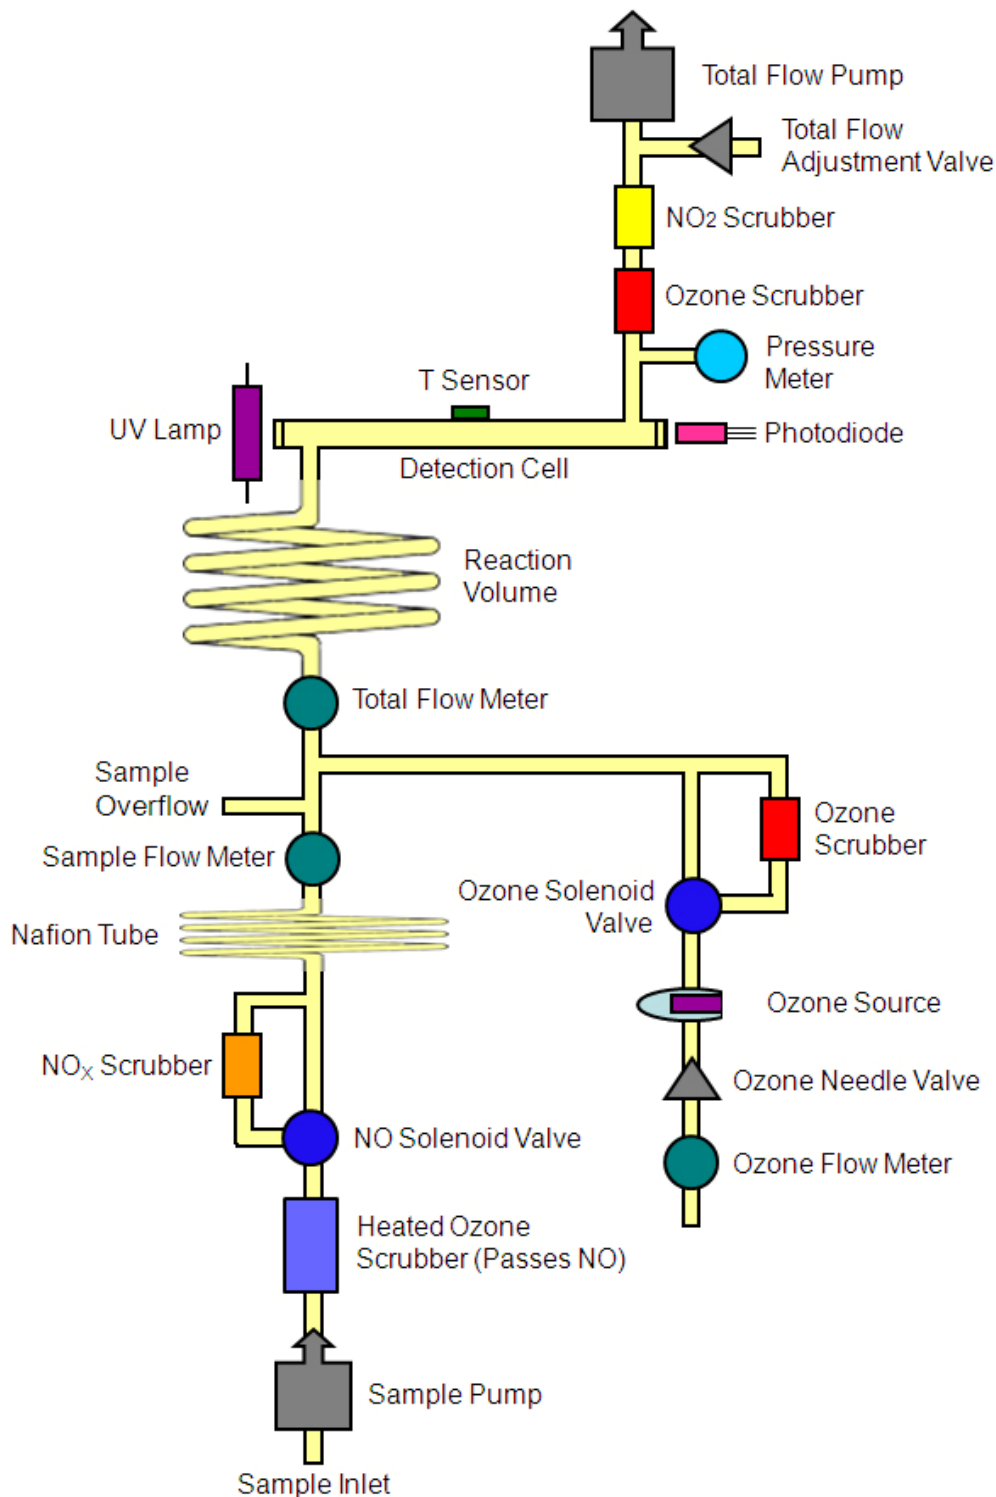 Total Flow Pump
Total Flow
Adjustment Valve
NO2 Scrubber
Ozone Scrubber
Pressure
Meter
T Sensor
UV Lamp
Photodiode
Detection Cell
Reaction
Volume
Total Flow Meter
Sample
Overflow
Ozone
Scrubber
Sample Flow Meter
Ozone Solenoid
Valve
Nafion Tube
Ozone Source
NOX Scrubber
Ozone Needle Valve
NO Solenoid Valve
Ozone Flow Meter
Heated Ozone
Scrubber (Passes NO)
Sample Pump
Sample Inlet